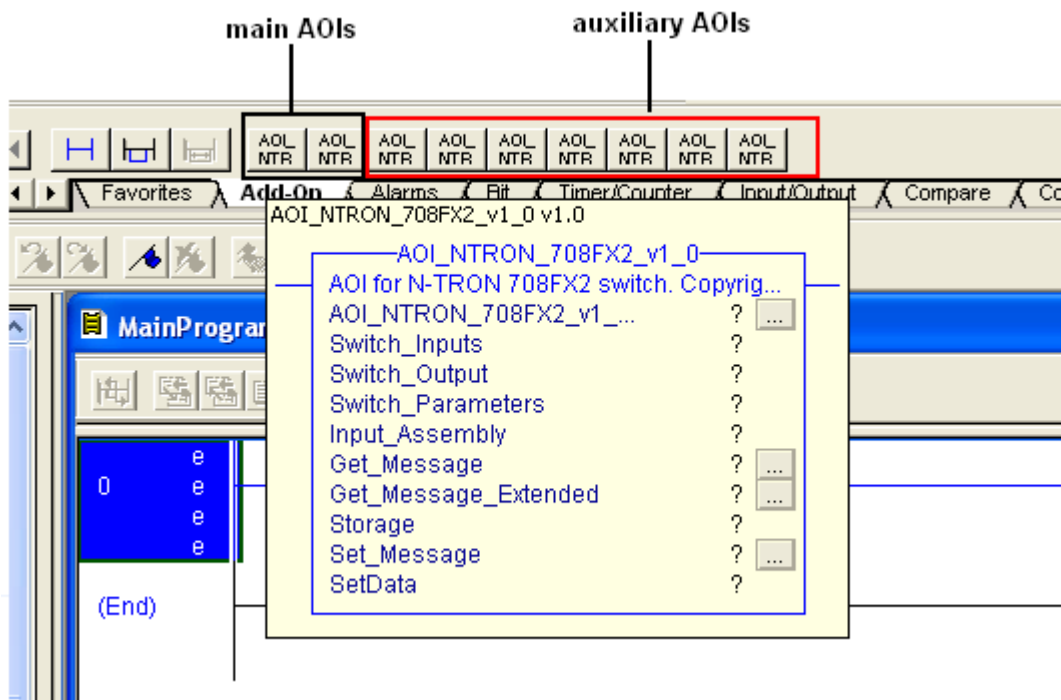 main AOIs
auxiliary AOIs
AOI_ AOI_ AOI_ AOI_ AOI_ AOI_ AOI_ AOI_ AOI_
NTR NTR NTR NTR NTR NTR NTR NTR NTR
Favorites Add-On Alarms Bit Timer/Counter Input/Output Compare Co
AOI_NTRON_708FX2_v1_0 v1.0
AOI_NTRON_708FX2_v1_0
AOI for N-TRON 708FX2 switch. Copyrig...
AOI_NTRON_708FX2_v1_... ? ...
Switch_Inputs ?
Switch_Output ?
Switch_Parameters ?
Input_Assembly ?
Get_Message ? ...
Get_Message_Extended ? ...
Storage ?
Set_Message ? ...
SetData ?
MainProgram
e
0 e
e
e
(End)